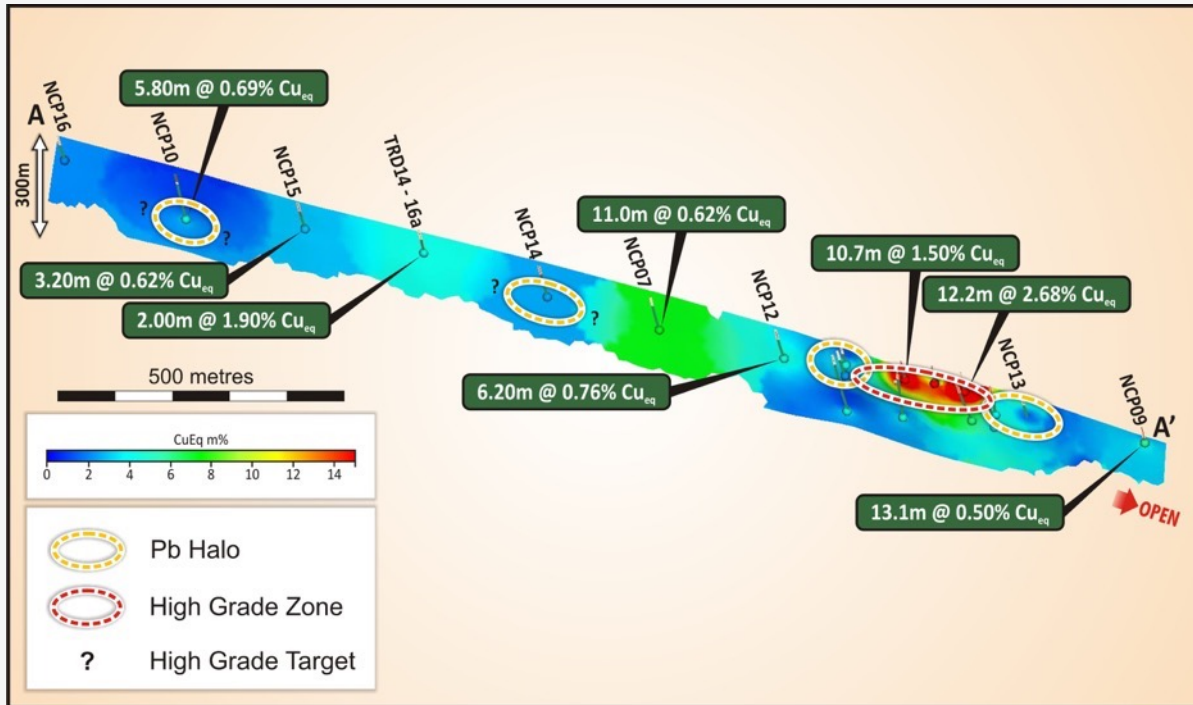 A
NCP16
NCP10
NCP15
TRD14 - 16a
NCP14
NCP07
NCP12
NCP13
NCP09
A'
300m
5.80m @ 0.69% Cueq
3.20m @ 0.62% Cueq
2.00m @ 1.90% Cueq
11.0m @ 0.62% Cueq
6.20m @ 0.76% Cueq
10.7m @ 1.50% Cueq
12.2m @ 2.68% Cueq
13.1m @ 0.50% Cueq
? ?
? ?
OPEN
500 metres
CuEq m%
0 2 4 6 8 10 12 14
Pb Halo
High Grade Zone
? High Grade Target